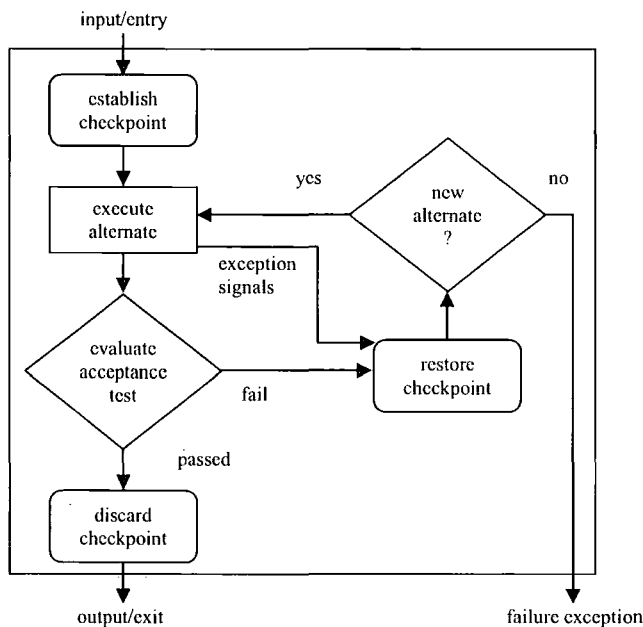 input/entry
establish
checkpoint
yes
no
new
alternate
?
execute
alternate
exception
signals
evaluate
acceptance
test
restore
checkpoint
fail
passed
discard
checkpoint
output/exit
failure exception